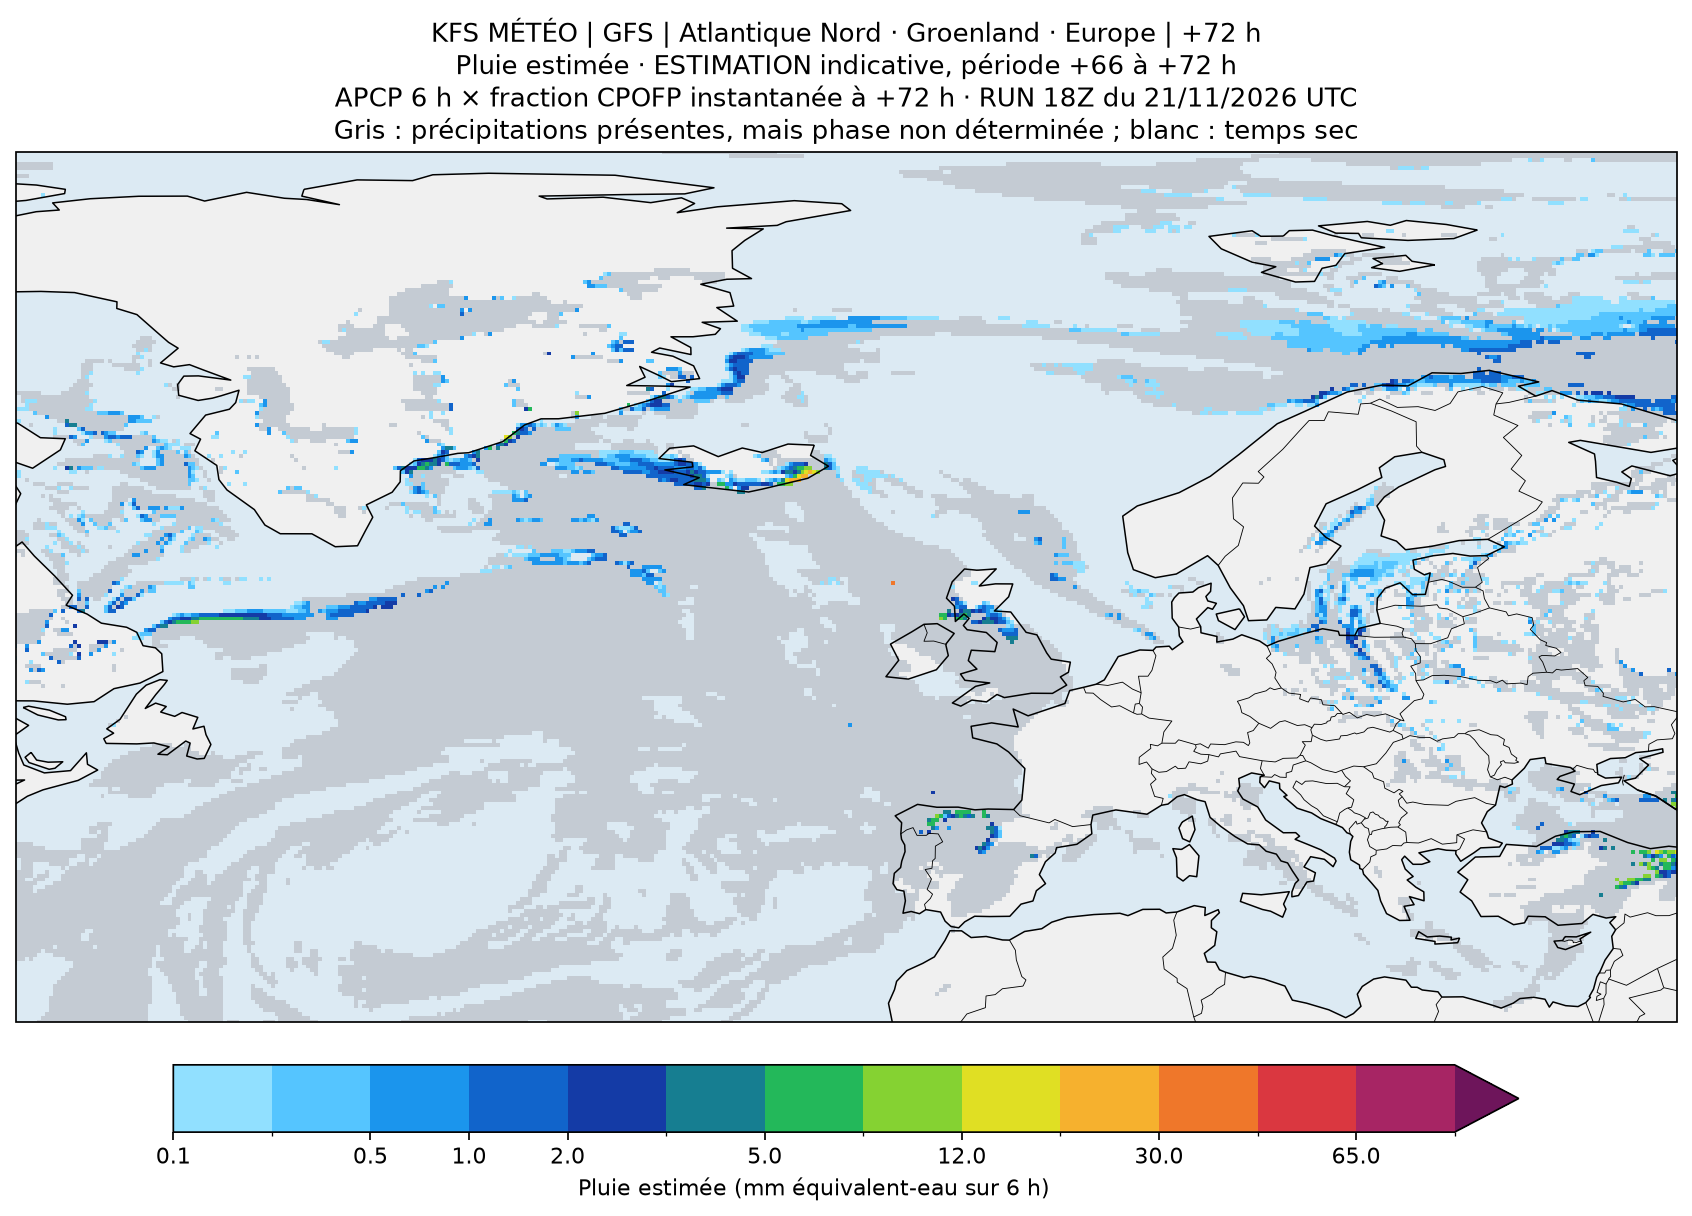 KFS MÉTÉO | GFS | Atlantique Nord · Groenland · Europe | +72 h
Pluie estimée · ESTIMATION indicative, période +66 à +72 h
APCP 6 h × fraction CPOFP instantanée à +72 h · RUN 18Z du 21/11/2026 UTC
Gris : précipitations présentes, mais phase non déterminée ; blanc : temps sec
0.1 0.5 1.0 2.0 5.0 12.0 30.0 65.0
Pluie estimée (mm équivalent-eau sur 6 h)